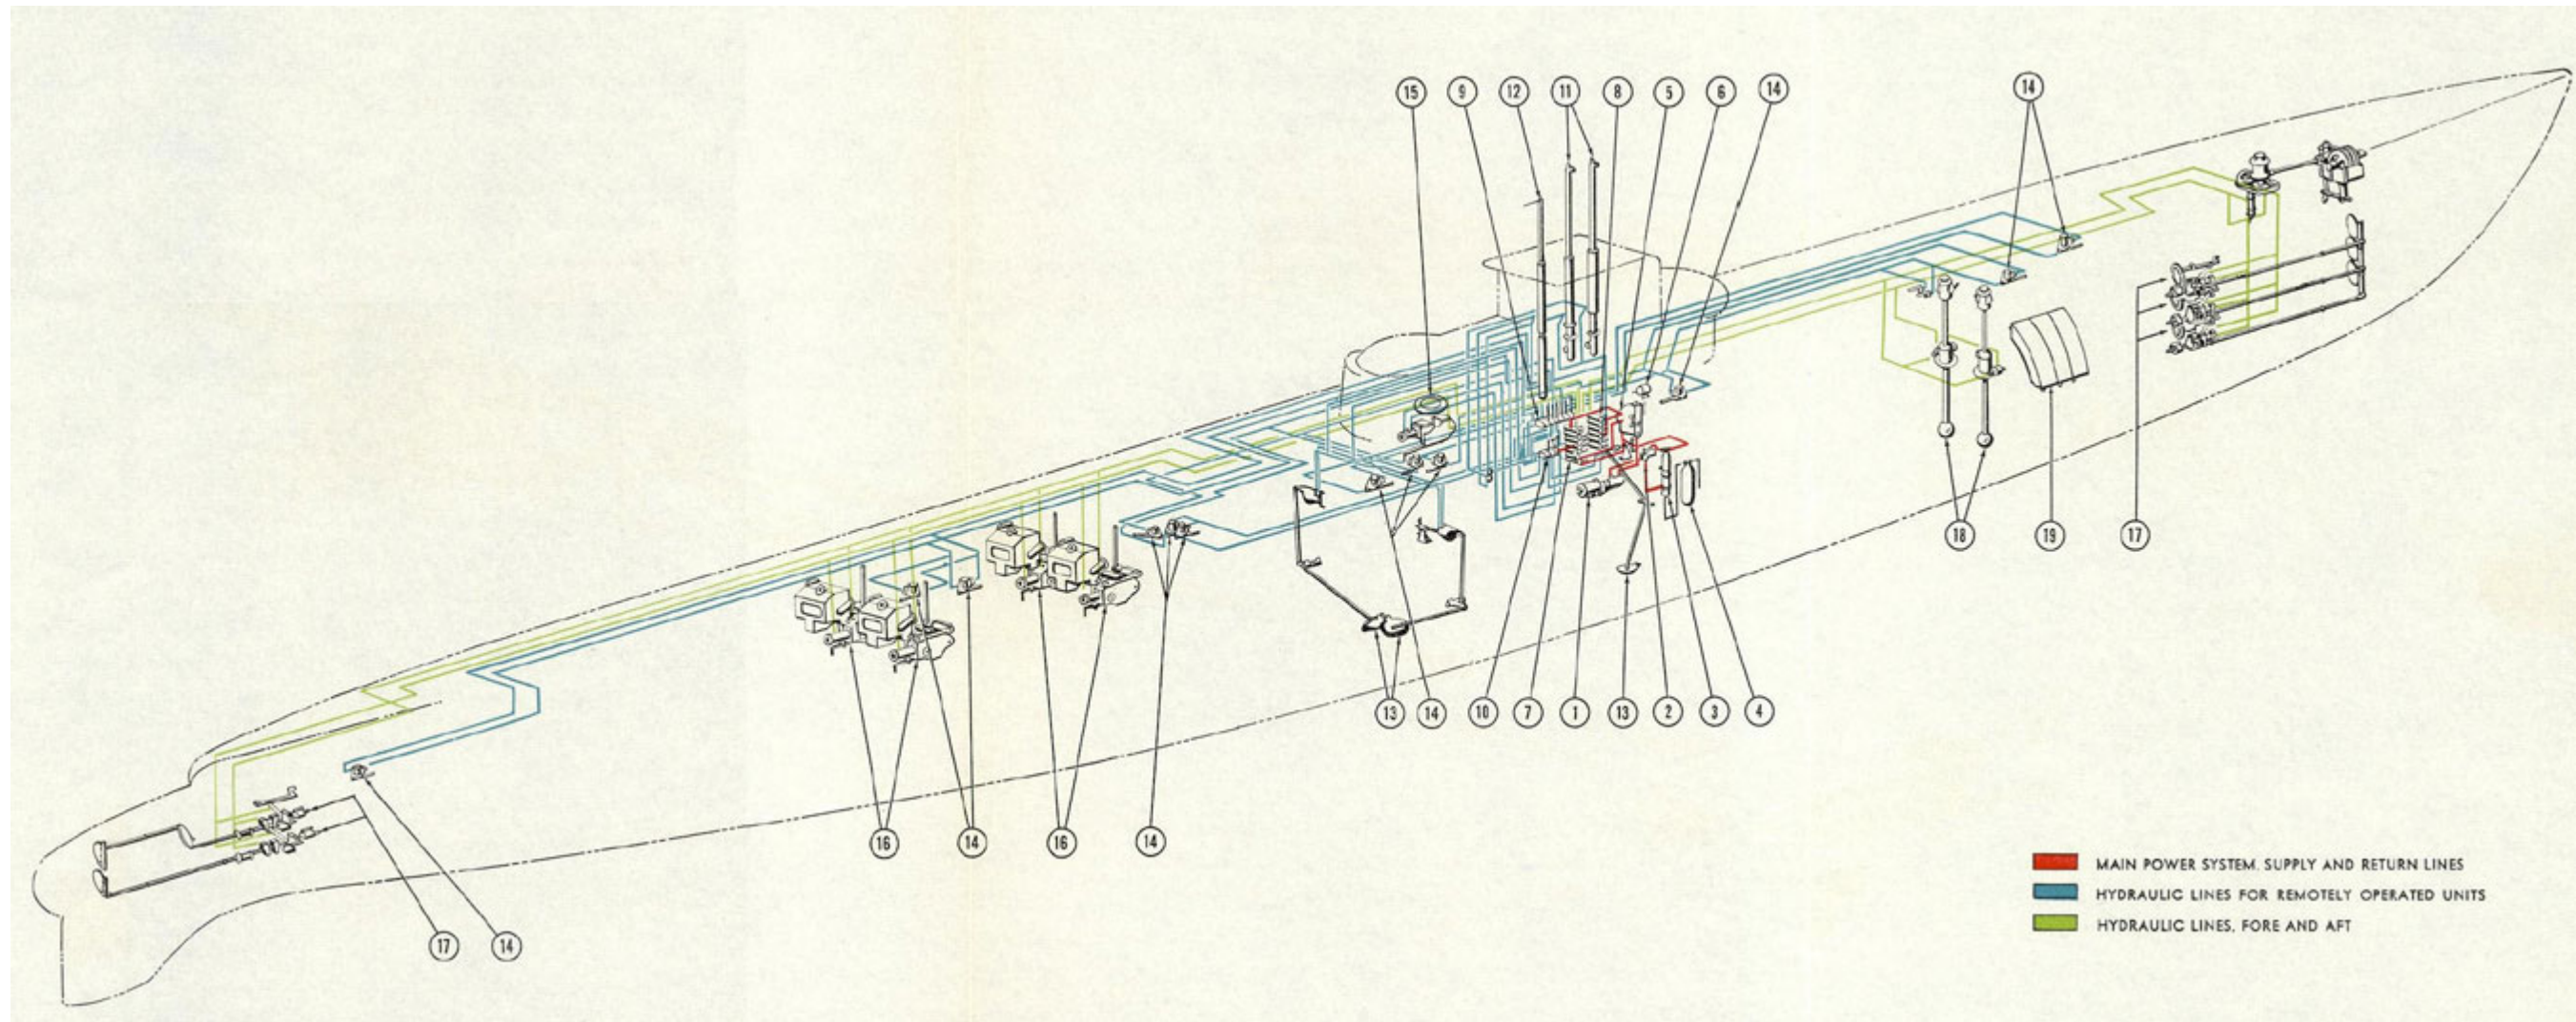 15 9 12 11 8 5 6 14 14
18 19 17
13 14 10 7 1 13 2 3 4
16 14 16 14
17 14
MAIN POWER SYSTEM, SUPPLY AND RETURN LINES
HYDRAULIC LINES FOR REMOTELY OPERATED UNITS
HYDRAULIC LINES, FORE AND AFT